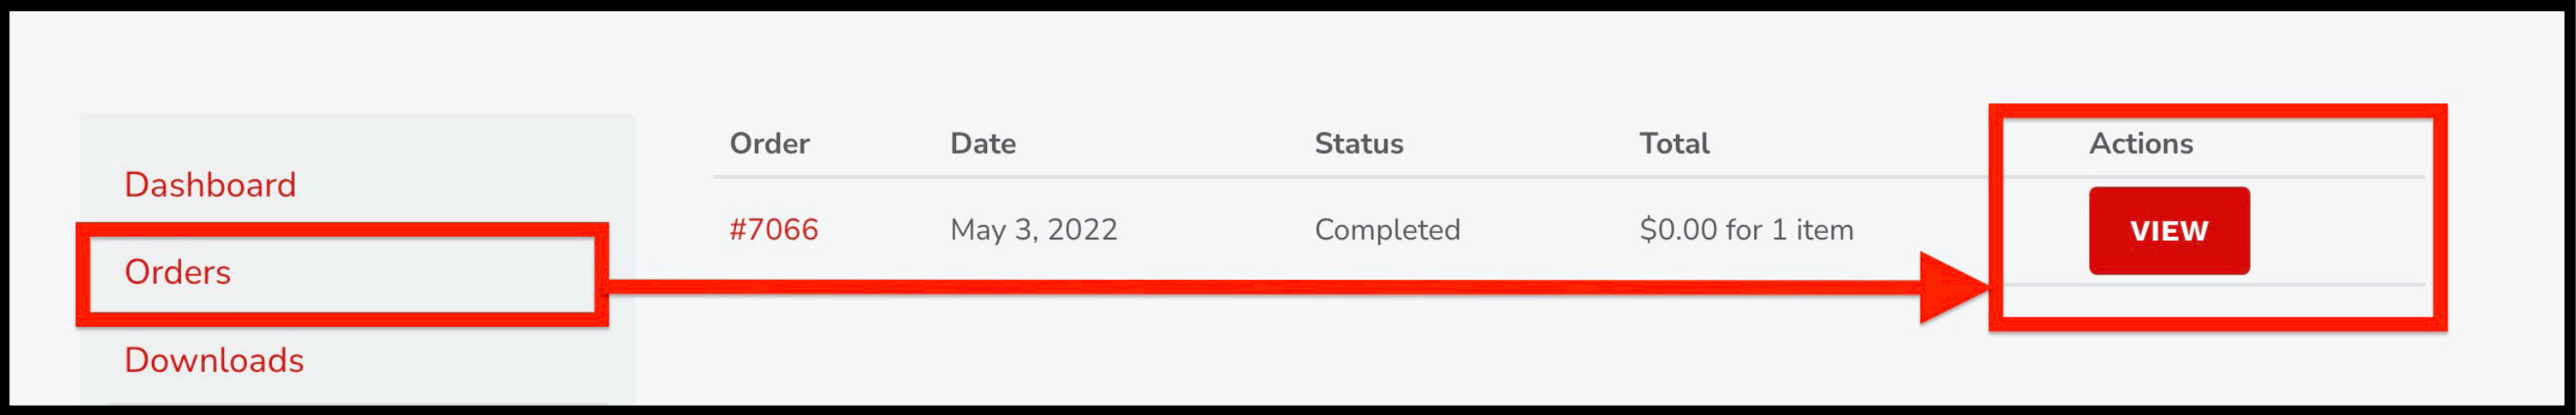 Dashboard
Orders
Downloads
Order Date Status Total Actions
#7066 May 3, 2022 Completed $0.00 for 1 item VIEW